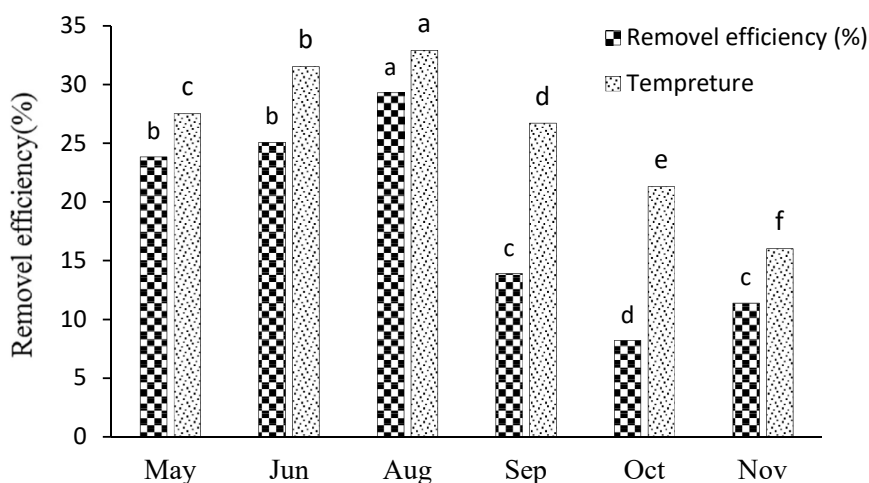 Removel efficiency(%)
35
30
25
20
15
10
5
0
b
c
b
b
a
a
c
d
d
e
c
f
Removel efficiency (%)
Tempreture
May
Jun
Aug
Sep
Oct
Nov